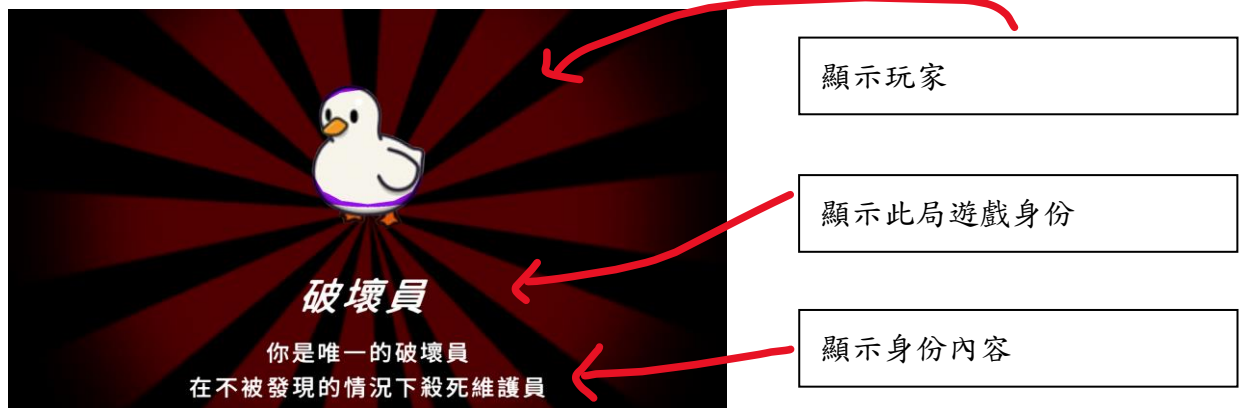 顯示玩家
顯示此局遊戲身份
破壞員
顯示身份內容
你是唯一的破壞員
在不被發現的情況下殺死維護員